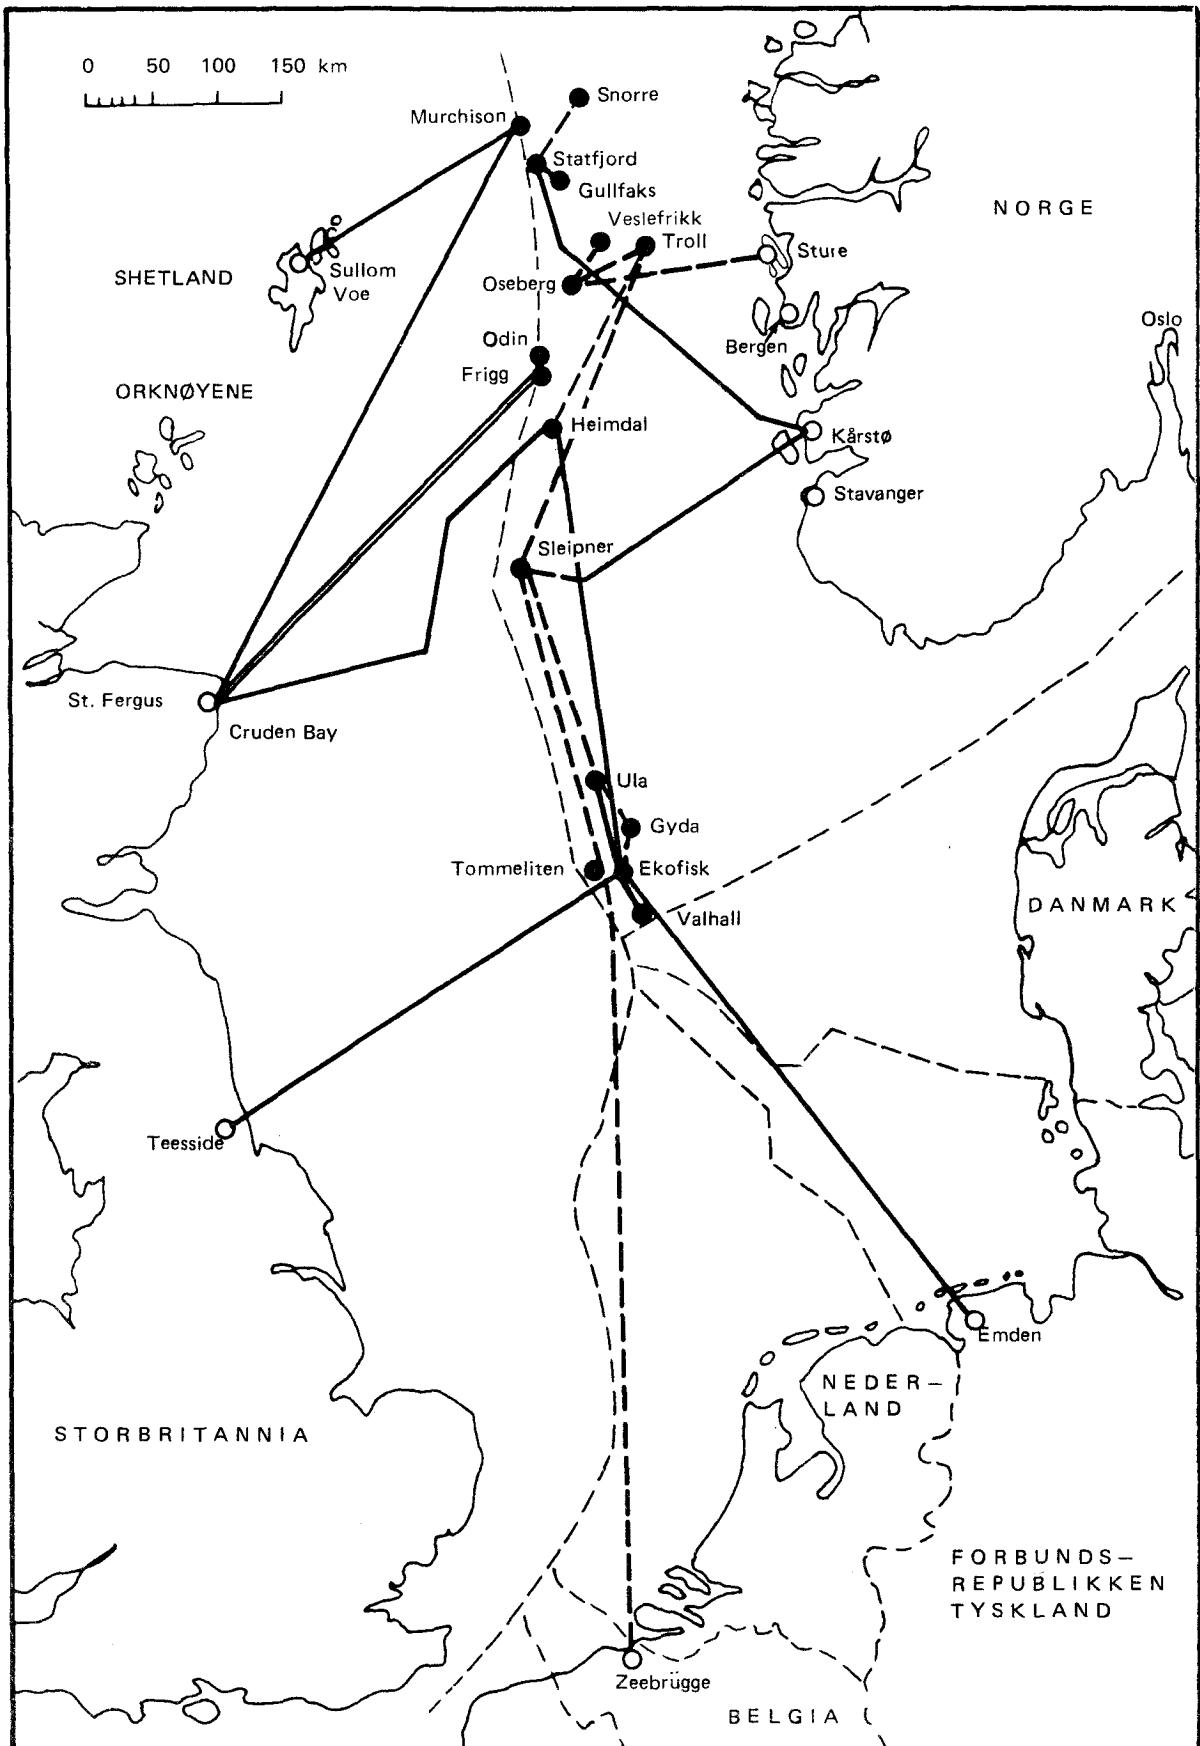 0 50 100 150 km
Snorre
Murchison
Statfjord
Gullfaks
NORGE
Veslefrikk
Troll
Sture
SHETLAND
Sullom
Voe
Oseberg
Bergen
Oslo
Odin
Frigg
ORKNØYENE
Heimdal
Kårstø
Stavanger
Sleipner
St. Fergus
Cruden Bay
Ula
Gyda
Tommeliten
Ekofisk
Valhall
DANMARK
Teesside
Emden
NEDER–
LAND
STORBRITANNIA
FORBUNDS–
REPUBLIKKEN
TYSKLAND
Zeebrügge
BELGIA